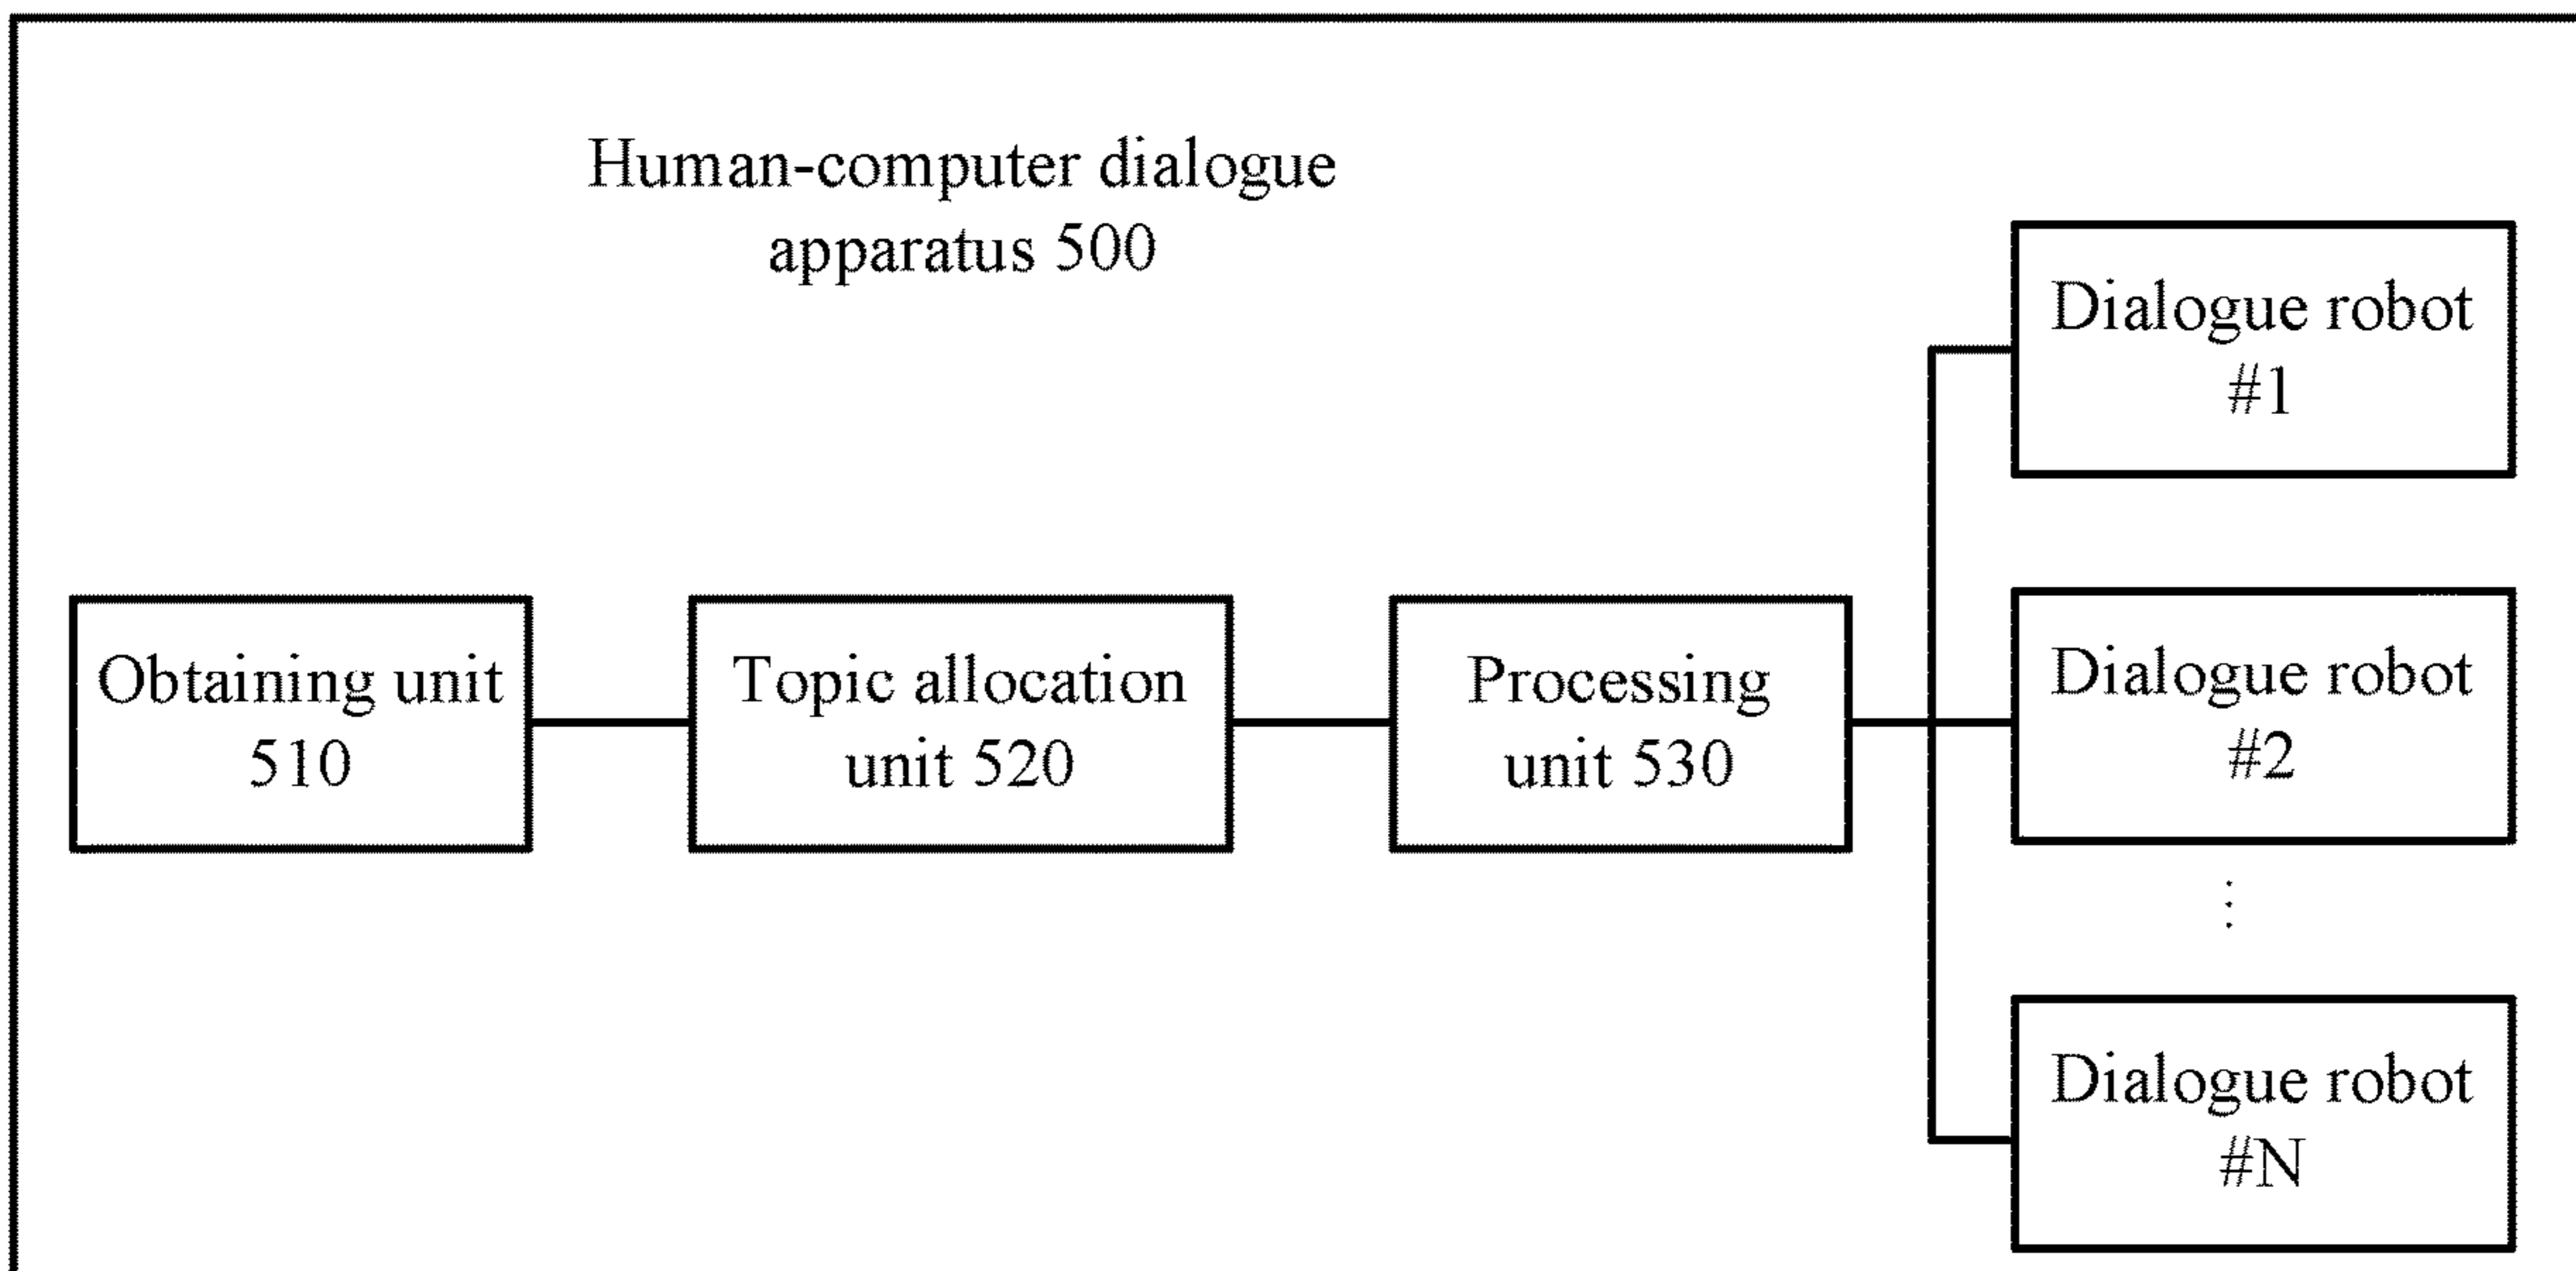 Human-computer dialogue
apparatus 500
Obtaining unit
510
Topic allocation
unit 520
Processing
unit 530
Dialogue robot
#1
Dialogue robot
#2
⋮
Dialogue robot
#N